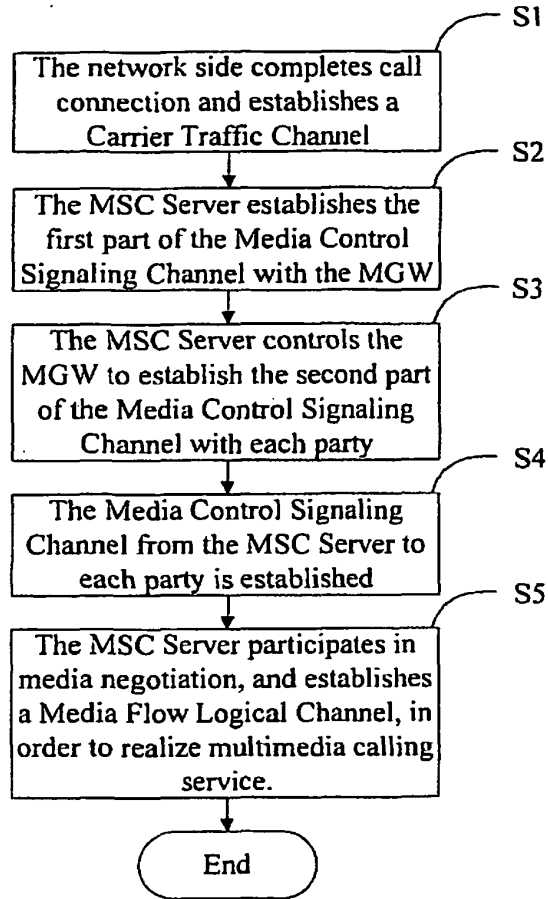 S1
The network side completes call
connection and establishes a
Carrier Traffic Channel
S2
The MSC Server establishes the
first part of the Media Control
Signaling Channel with the MGW
S3
The MSC Server controls the
MGW to establish the second part
of the Media Control Signaling
Channel with each party
S4
The Media Control Signaling
Channel from the MSC Server to
each party is established
S5
The MSC Server participates in
media negotiation, and establishes
a Media Flow Logical Channel, in
order to realize multimedia calling
service.
End